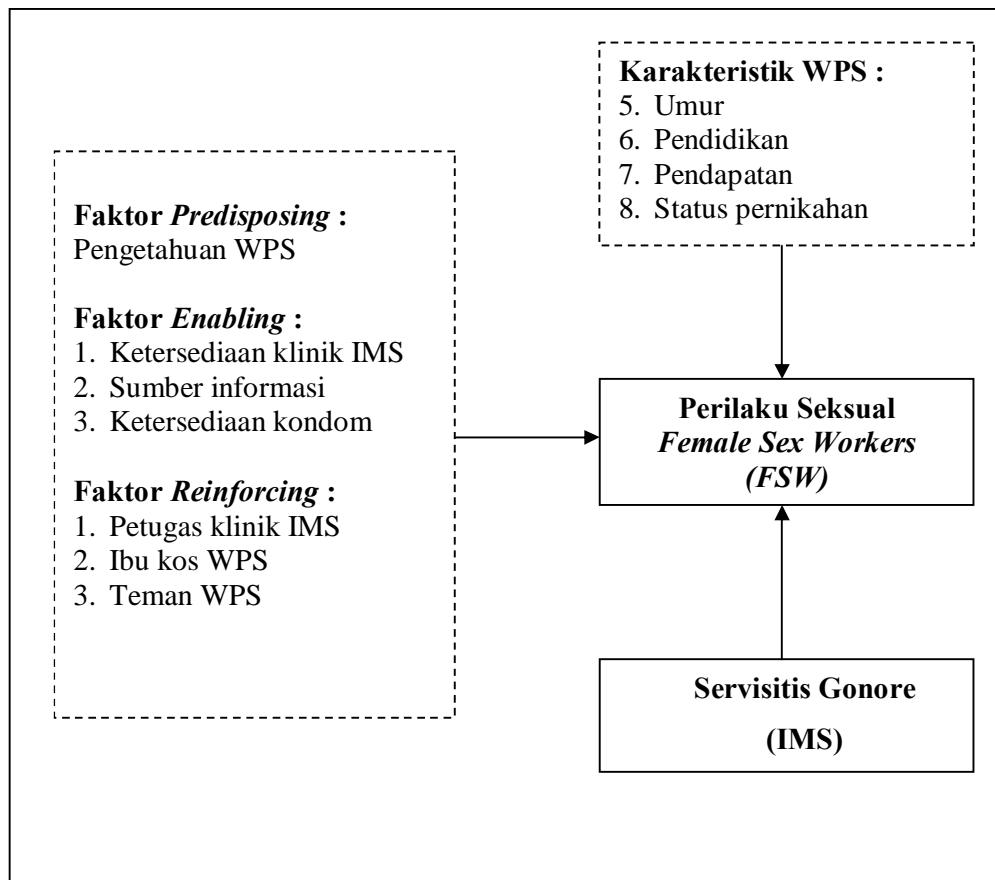 Karakteristik WPS :
5. Umur
6. Pendidikan
7. Pendapatan
8. Status pernikahan
Faktor Predisposing :
Pengetahuan WPS
Faktor Enabling :
1. Ketersediaan klinik IMS
2. Sumber informasi
3. Ketersediaan kondom
Faktor Reinforcing :
1. Petugas klinik IMS
2. Ibu kos WPS
3. Teman WPS
Perilaku Seksual
Female Sex Workers
(FSW)
Servisitis Gonore
(IMS)